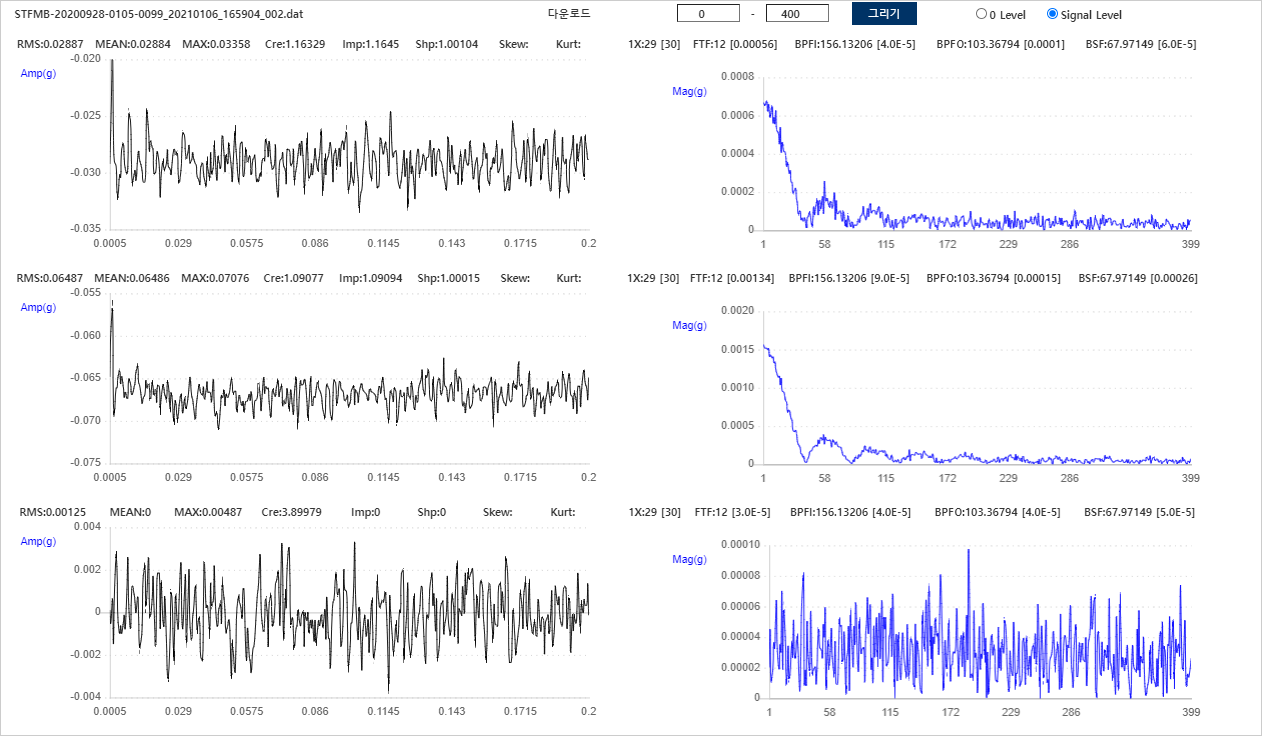 STFMB-20200928-0105-0099_20210106_165904_002.dat 다운로드 0 - 400 그리기 0 Level Signal Level
RMS:0.02887 MEAN:0.02884 MAX:0.03358 Cre:1.16329 Imp:1.1645 Shp:1.00104 Skew: Kurt:
Amp(g)
-0.020
-0.025
-0.030
-0.035
0.0005 0.029 0.0575 0.086 0.1145 0.143 0.1715 0.2
1X:29 [30] FTF:12 [0.00056] BPFI:156.13206 [4.0E-5] BPFO:103.36794 [0.0001] BSF:67.97149 [6.0E-5]
Mag(g)
0.0008
0.0006
0.0004
0.0002
0
1 58 115 172 229 286 399
RMS:0.06487 MEAN:0.06486 MAX:0.07076 Cre:1.09077 Imp:1.09094 Shp:1.00015 Skew: Kurt:
Amp(g)
-0.055
-0.060
-0.065
-0.070
-0.075
0.0005 0.029 0.0575 0.086 0.1145 0.143 0.1715 0.2
1X:29 [30] FTF:12 [0.00134] BPFI:156.13206 [9.0E-5] BPFO:103.36794 [0.00015] BSF:67.97149 [0.00026]
Mag(g)
0.0020
0.0015
0.0010
0.0005
0
1 58 115 172 229 286 399
RMS:0.00125 MEAN:0 MAX:0.00487 Cre:3.89979 Imp:0 Shp:0 Skew: Kurt:
Amp(g)
0.004
0.002
0
-0.002
-0.004
0.0005 0.029 0.0575 0.086 0.1145 0.143 0.1715 0.2
1X:29 [30] FTF:12 [3.0E-5] BPFI:156.13206 [4.0E-5] BPFO:103.36794 [4.0E-5] BSF:67.97149 [5.0E-5]
Mag(g)
0.00010
0.00008
0.00006
0.00004
0.00002
0
1 58 115 172 229 286 399